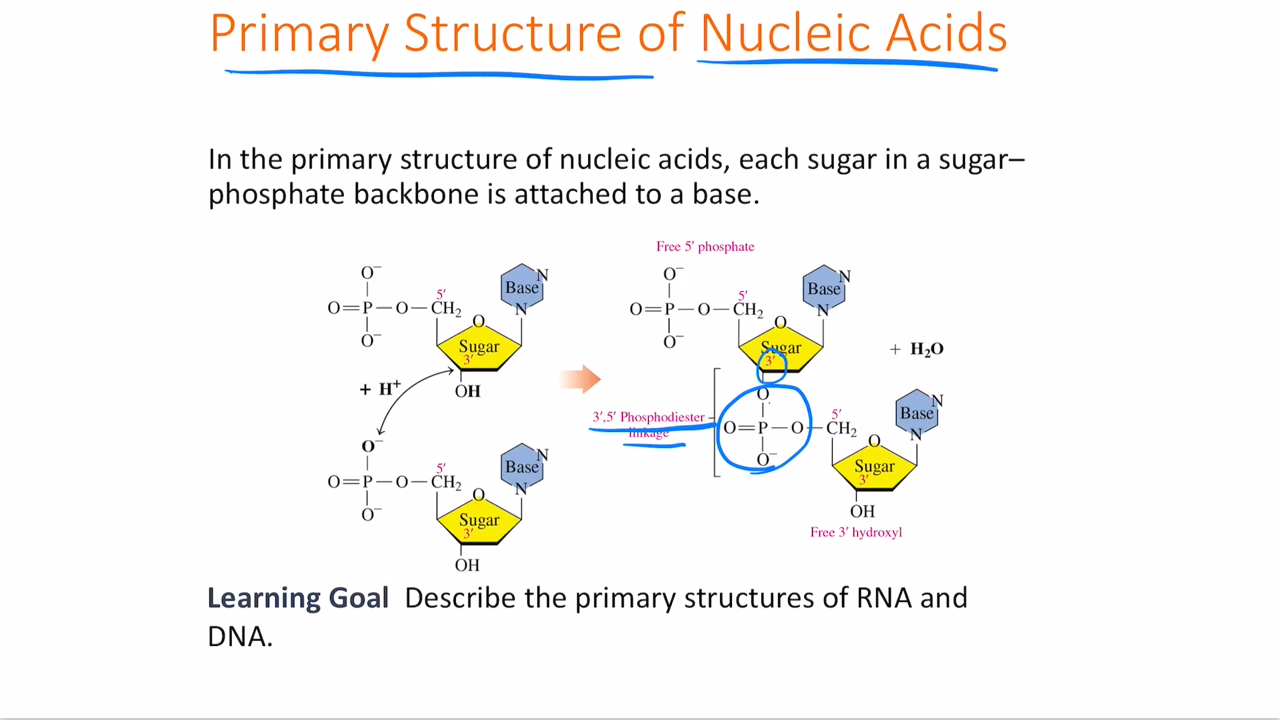 Primary Structure of Nucleic Acids
In the primary structure of nucleic acids, each sugar in a sugar–
phosphate backbone is attached to a base.
O⁻
O=P—O—CH₂
O⁻
5′
Base
N
N
O
Sugar
3′
OH
+ H⁺
O⁻
O=P—O—CH₂
O⁻
5′
Base
N
N
O
Sugar
3′
OH
Free 5′ phosphate
O⁻
O=P—O—CH₂
O⁻
5′
Base
N
N
O
Sugar
3′
+ H₂O
3′,5′ Phosphodiester
linkage
O
O=P—O—CH₂
O⁻
5′
Base
N
N
O
Sugar
3′
OH
Free 3′ hydroxyl
Learning Goal Describe the primary structures of RNA and
DNA.